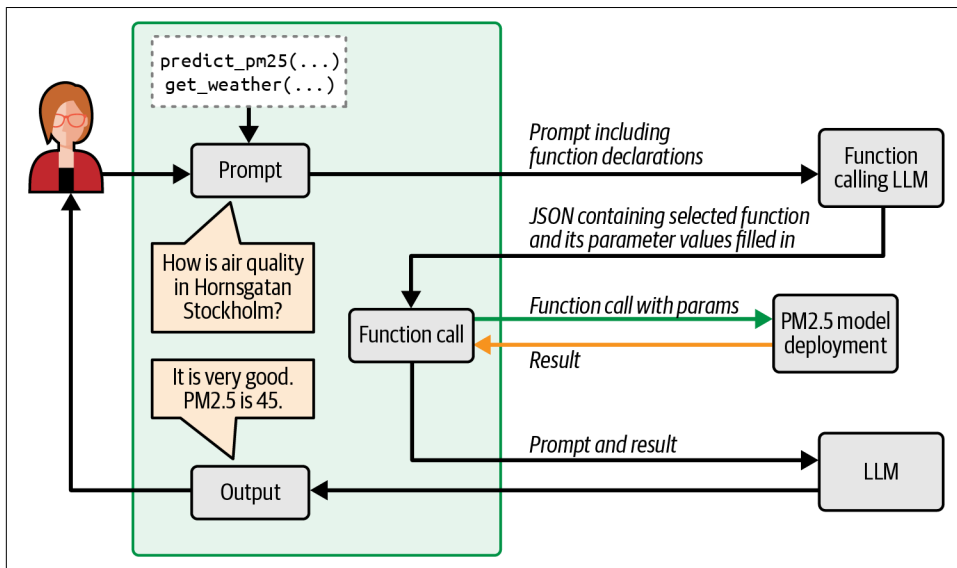 predict_pm25(...)
get_weather(...)
Prompt including
function declarations
Function
calling LLM
Prompt
JSON containing selected function
and its parameter values filled in
How is air quality
in Hornsgatan
Stockholm?
Function call with params
PM2.5 model
deployment
Function call
Result
It is very good.
PM2.5 is 45.
Prompt and result
LLM
Output